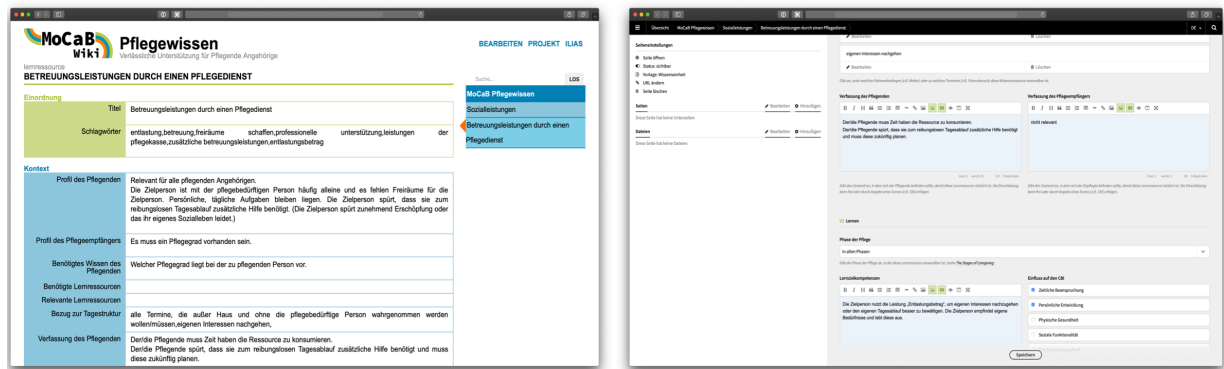 MoCaB
Wiki
Pflegewissen
Verlässliche Unterstützung für Pflegende Angehörige
BEARBEITEN PROJEKT ILIAS
lernressource
BETREUUNGSLEISTUNGEN DURCH EINEN PFLEGEDIENST
Suche...
LOS
MoCaB Pflegewissen
Sozialleistungen
Betreuungsleistungen durch einen
Pflegedienst
Einordnung
Titel
Betreuungsleistungen durch einen Pflegedienst
Schlagwörter
entlastung,betreuung,freiräume schaffen,professionelle unterstützung,leistungen der
pflegekasse,zusätzliche betreuungsleistungen,entlastungsbetrag
Kontext
Profil des Pflegenden
Relevant für alle pflegenden Angehörigen.
Die Zielperson ist mit der pflegebedürftigen Person häufig alleine und es fehlen Freiräume für die
Zielperson. Persönliche, tägliche Aufgaben bleiben liegen. Die Zielperson spürt, dass sie zum
reibungslosen Tagesablauf zusätzliche Hilfe benötigt. (Die Zielperson spürt zunehmend Erschöpfung oder
das ihr eigenes Sozialleben leidet.)
Profil des Pflegeempfängers
Es muss ein Pflegegrad vorhanden sein.
Benötigtes Wissen des
Pflegenden
Welcher Pflegegrad liegt bei der zu pflegenden Person vor.
Benötigte Lernressourcen
Relevante Lernressourcen
Bezug zur Tagestruktur
alle Termine, die außer Haus und ohne die pflegebedürftige Person wahrgenommen werden
wollen/müssen,eigenen Interessen nachgehen,
Verfassung des Pflegenden
Der/die Pflegende muss Zeit haben die Ressource zu konsumieren.
Der/die Pflegende spürt, dass sie zum reibungslosen Tagesablauf zusätzliche Hilfe benötigt und muss
diese zukünftig planen.
Übersicht MoCaB Pflegewissen Sozialleistungen Betreuungsleistungen durch einen Pflegedienst
DE
Seiteneinstellungen
Seite öffnen
Status: sichtbar
Vorlage: Wissenseinheit
URL ändern
Seite löschen
Seiten
Bearbeiten Hinzufügen
Diese Seite hat keine Unterseiten
Dateien
Bearbeiten Hinzufügen
Diese Seite hat keine Dateien
Bearbeiten Löschen
eigenen Interessen nachgehen
Bearbeiten Löschen
Verfassung des Pflegenden
Der/die Pflegende muss Zeit haben die Ressource zu konsumieren.
Der/die Pflegende spürt, dass sie zum reibungslosen Tagesablauf zusätzliche Hilfe benötigt
und muss diese zukünftig planen.
Verfassung des Pflegeempfängers
nicht relevant
Lernen
Phase der Pflege
In allen Phasen
Lernzielkompetenzen
Die Zielperson nutzt die Leistung „Entlastungsbetrag“, um eigenen Interessen nachzugehen
oder den eigenen Tagesablauf besser zu bewältigen. Die Zielperson empfindet eigene
Bedürfnisse und lebt diese aus.
Einfluss auf den CBI
Zeitliche Beanspruchung
Persönliche Entwicklung
Physische Gesundheit
Soziale Funktionalität
Speichern